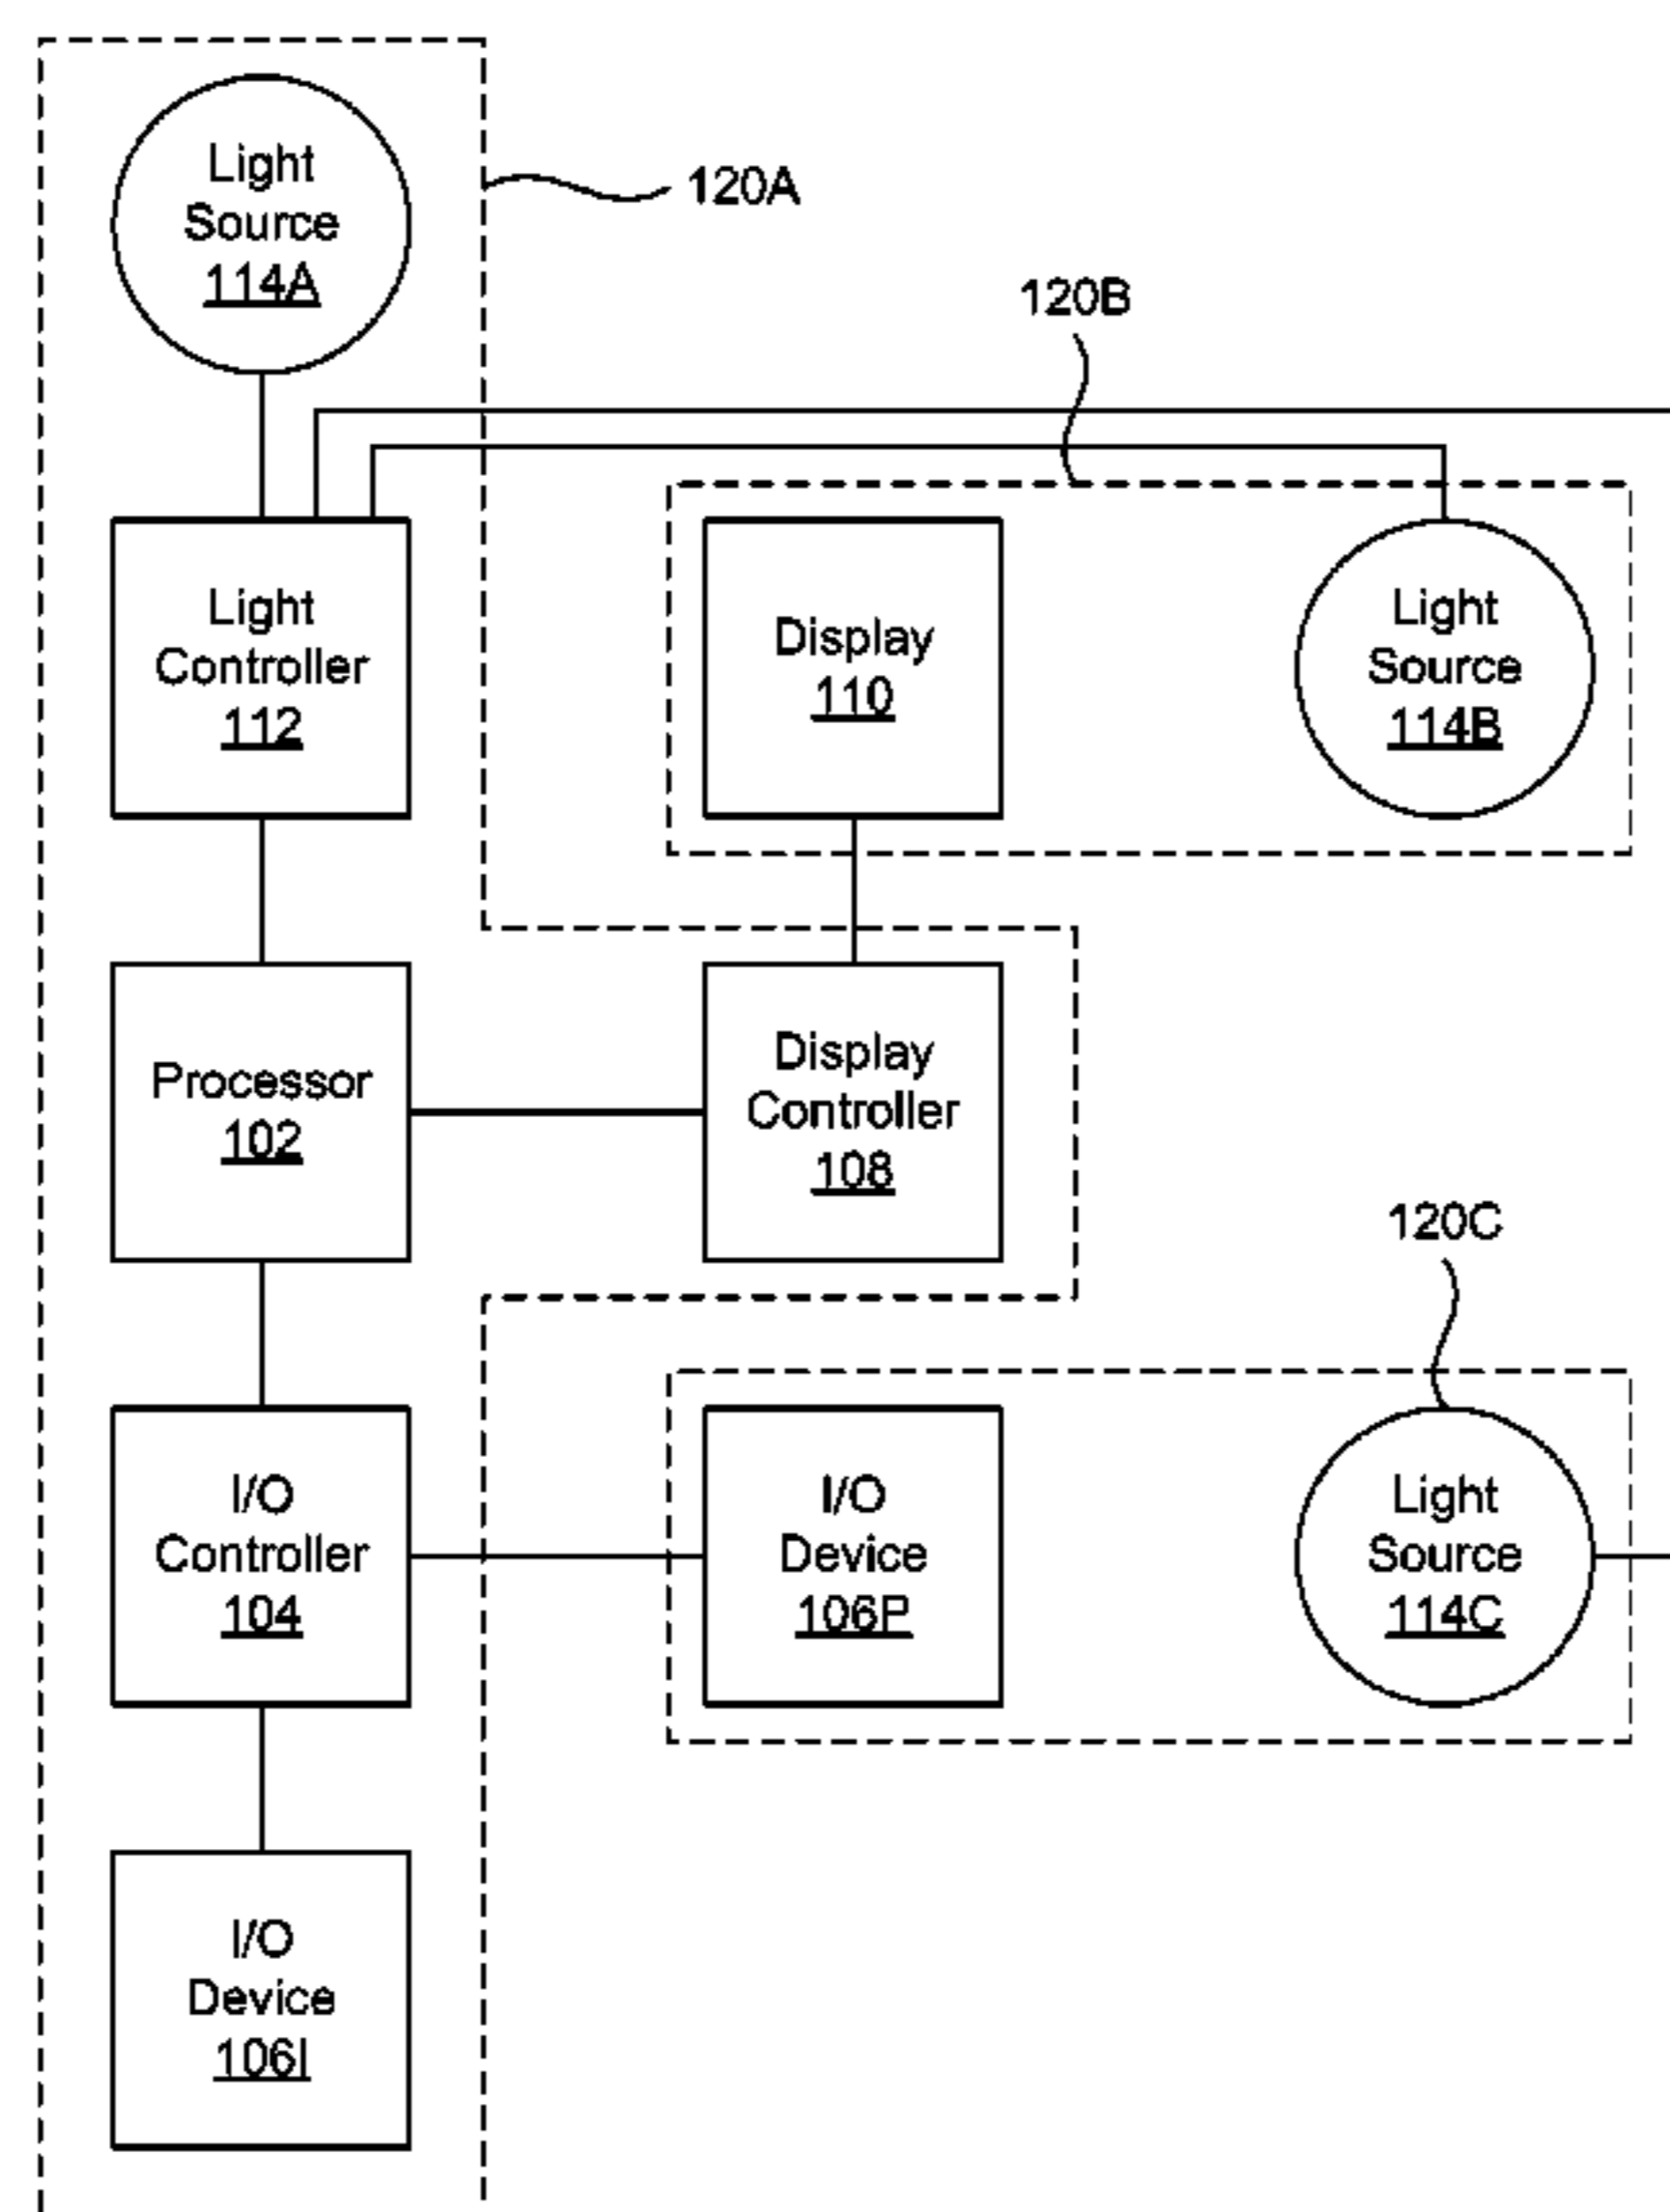 Light
Source
114A
120A
120B
Light
Controller
112
Display
110
Light
Source
114B
Processor
102
Display
Controller
108
120C
I/O
Controller
104
I/O
Device
106P
Light
Source
114C
I/O
Device
106I